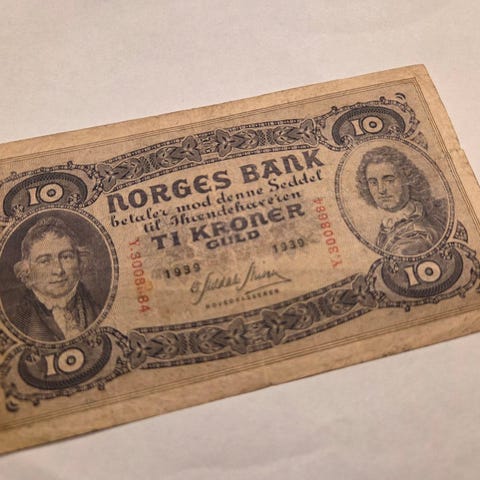 10
10
NORGES BANK
betaler mod denne Seddel
til Ihændehaveren
TI KRONER
GULD
Y.3008684
Y.3008684
1939
1939
HOVEDKASSERER
10
10